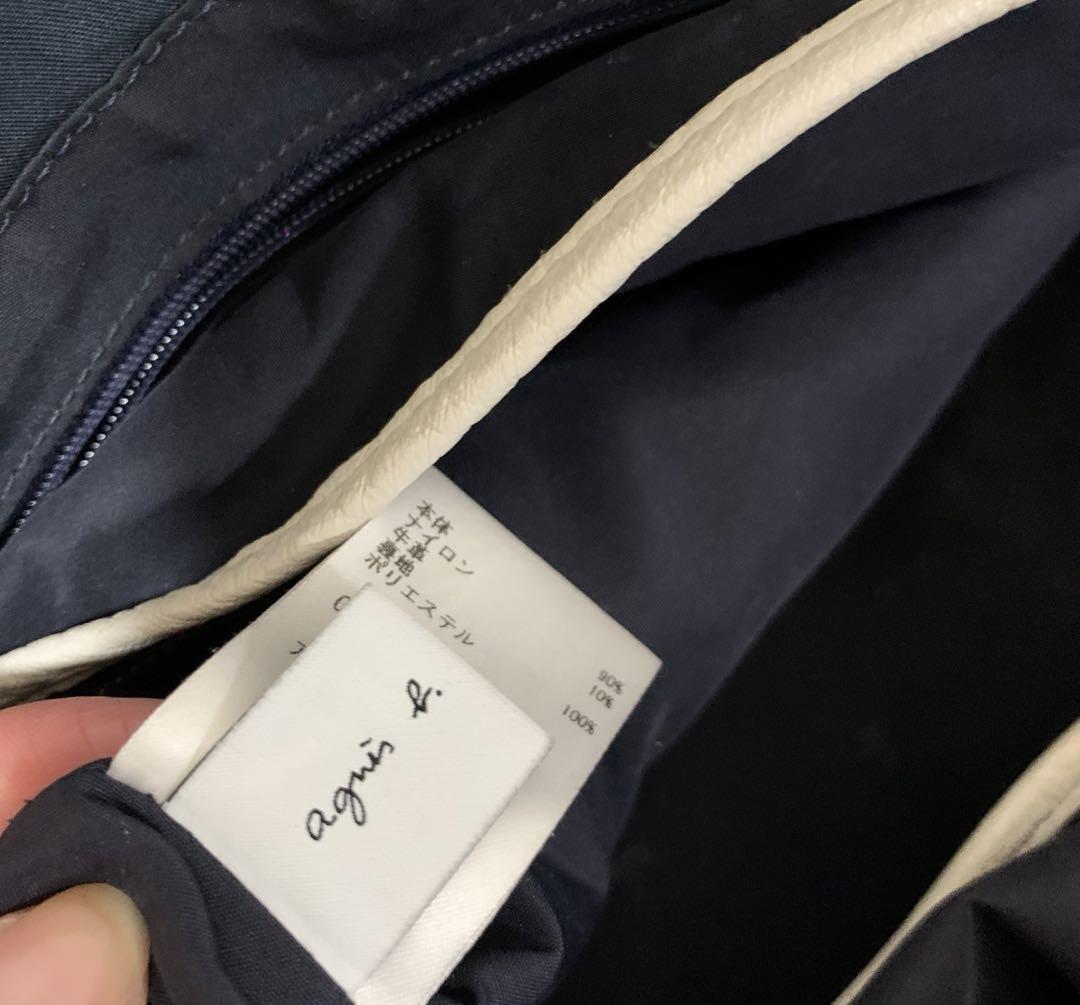 本体
ナイロン 90%
牛革 10%
裏地
ポリエステル 100%
agnès b.